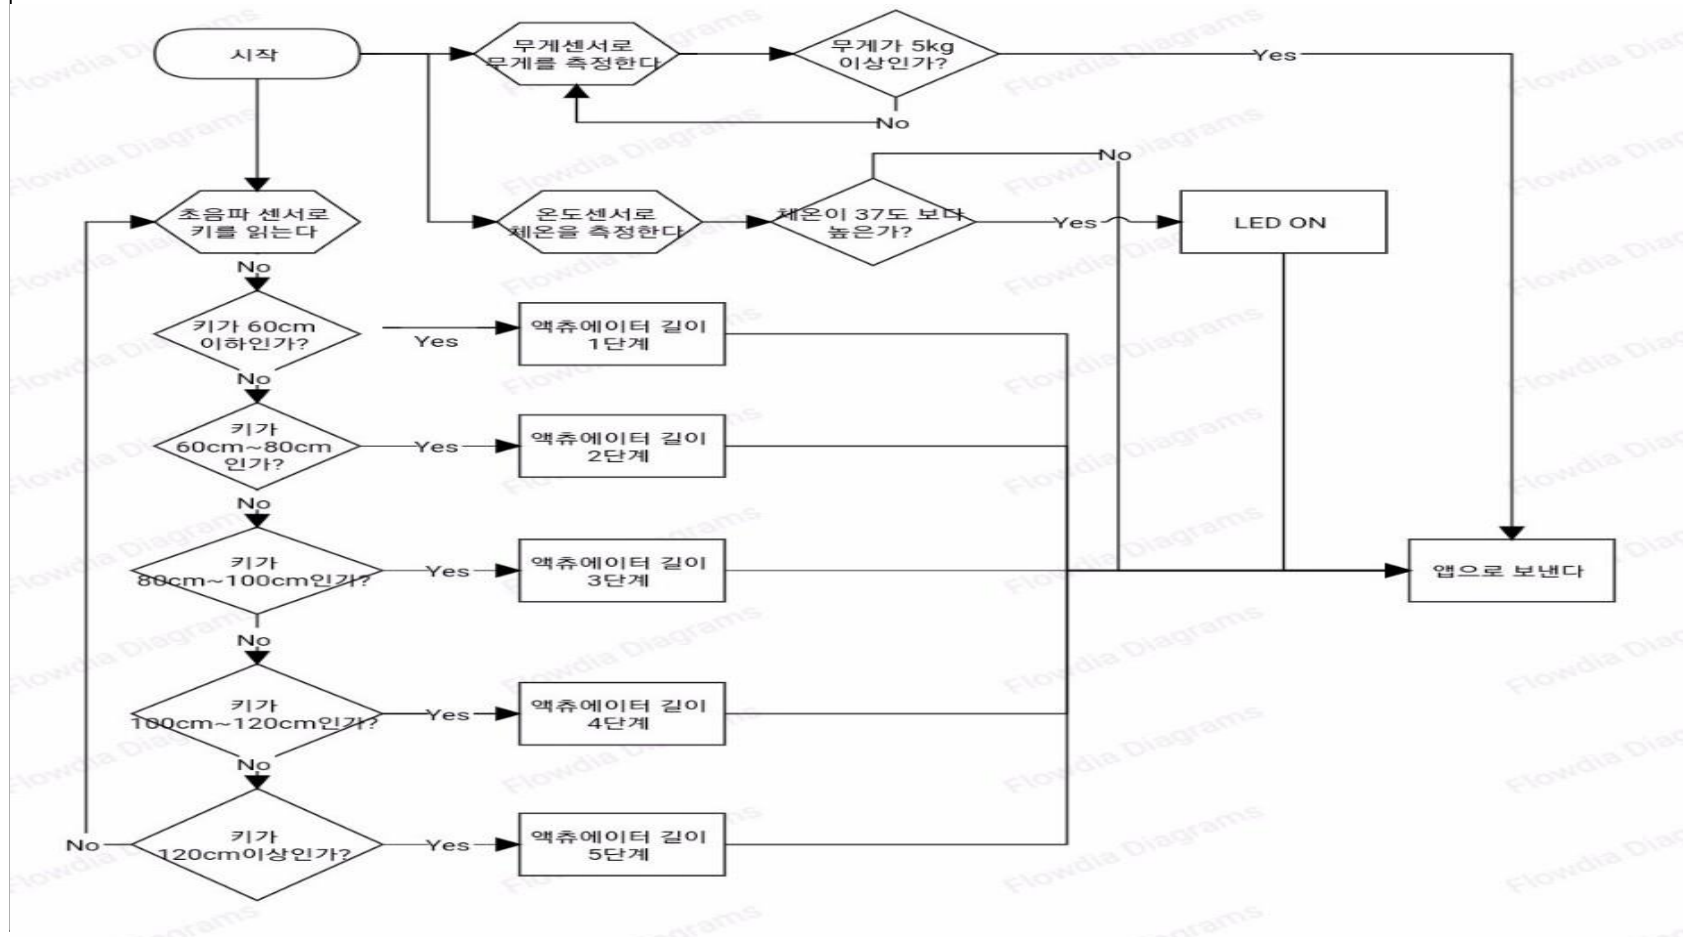 시작
무게센서로
무게를 측정한다
무게가 5kg
이상인가?
Yes
No
No
초음파 센서로
키를 읽는다
온도센서로
체온을 측정한다
체온이 37도 보다
높은가?
Yes
LED ON
No
키가 60cm
이하인가?
Yes
액츄에이터 길이
1단계
No
키가
60cm~80cm
인가?
Yes
액츄에이터 길이
2단계
No
키가
80cm~100cm인가?
Yes
액츄에이터 길이
3단계
앱으로 보낸다
No
키가
100cm~120cm인가?
Yes
액츄에이터 길이
4단계
No
키가
120cm이상인가?
No
Yes
액츄에이터 길이
5단계
Flowdia Diagrams